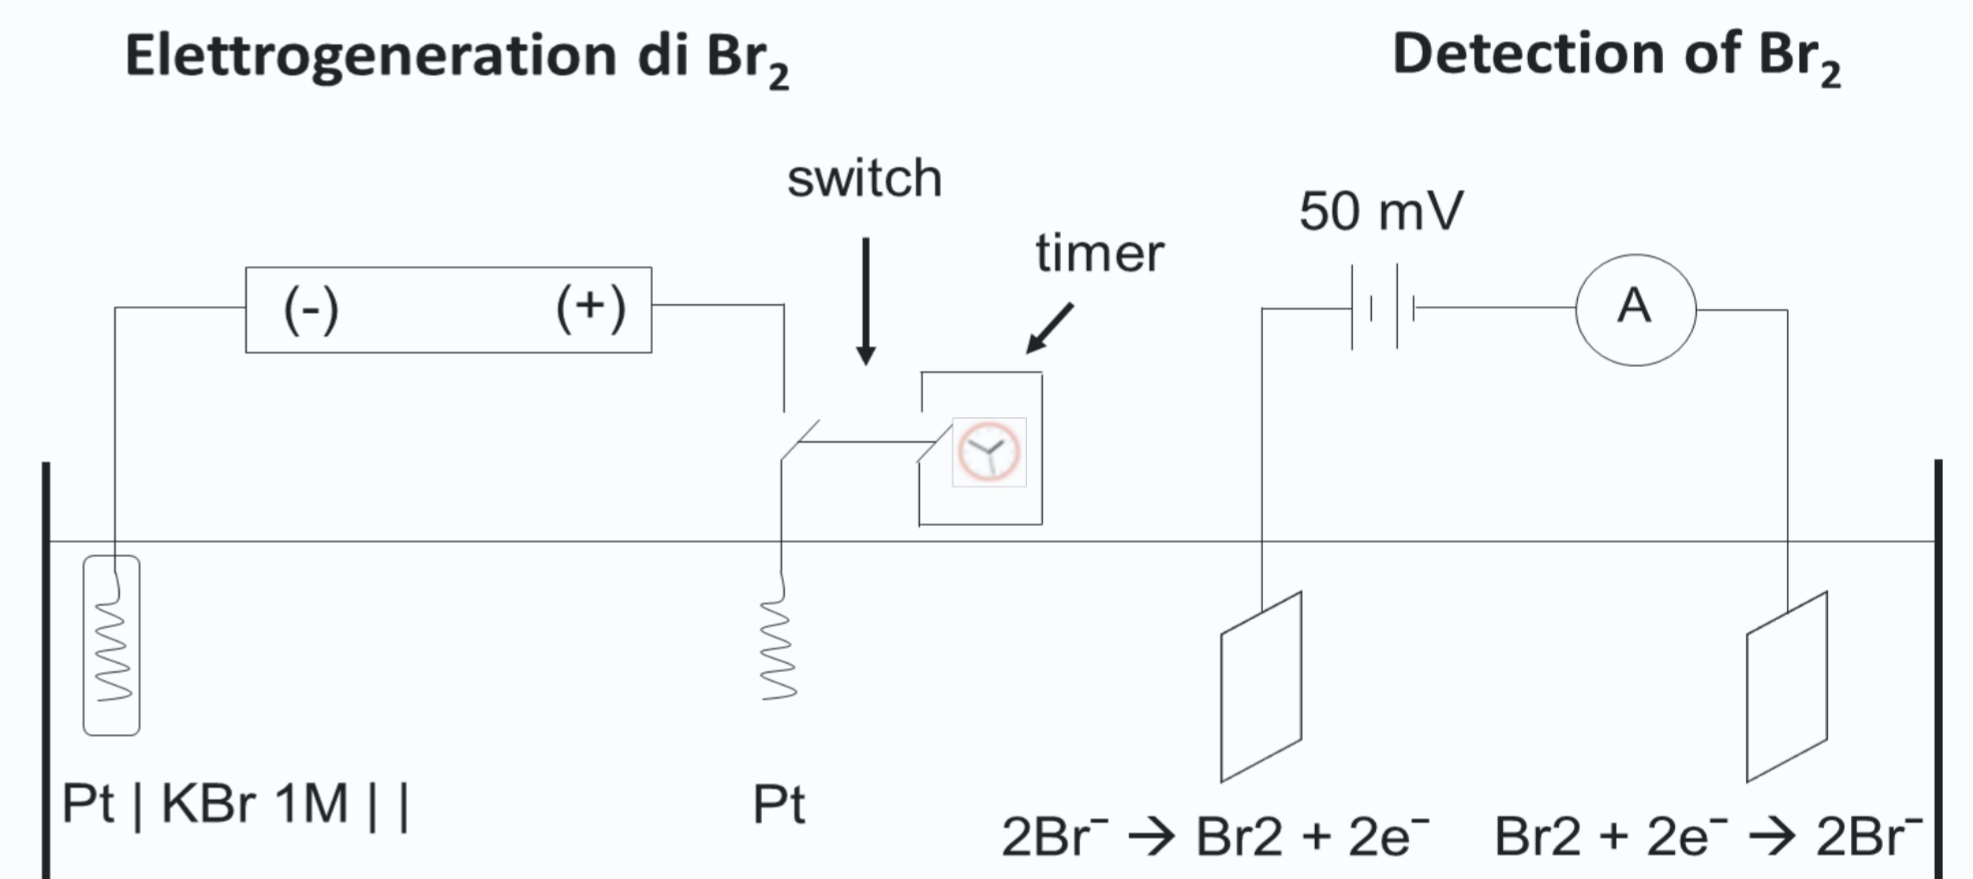 Elettrogeneration di Br₂
Detection of Br₂
switch
timer
50 mV
(-) (+)
A
Pt | KBr 1M | |
Pt
2Br⁻ → Br2 + 2e⁻
Br2 + 2e⁻ → 2Br⁻